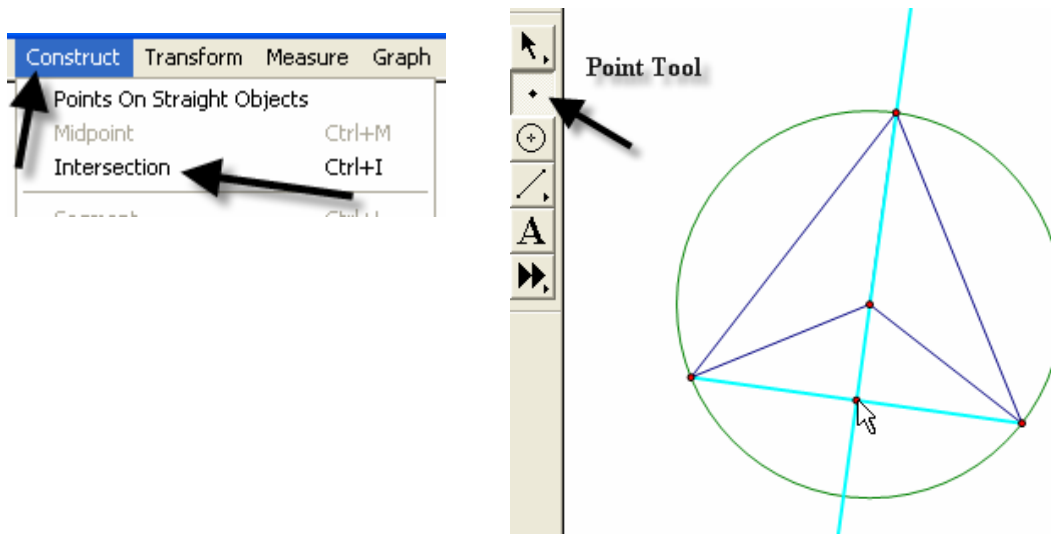 Construct Transform Measure Graph
Points On Straight Objects
Midpoint Ctrl+M
Intersection Ctrl+I
Point Tool
A